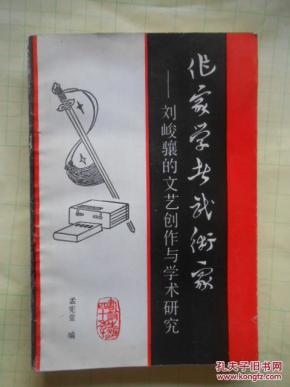 作家学者武术家
——刘峻骧的文艺创作与学术研究
孟宪堂 编
孔夫子旧书网